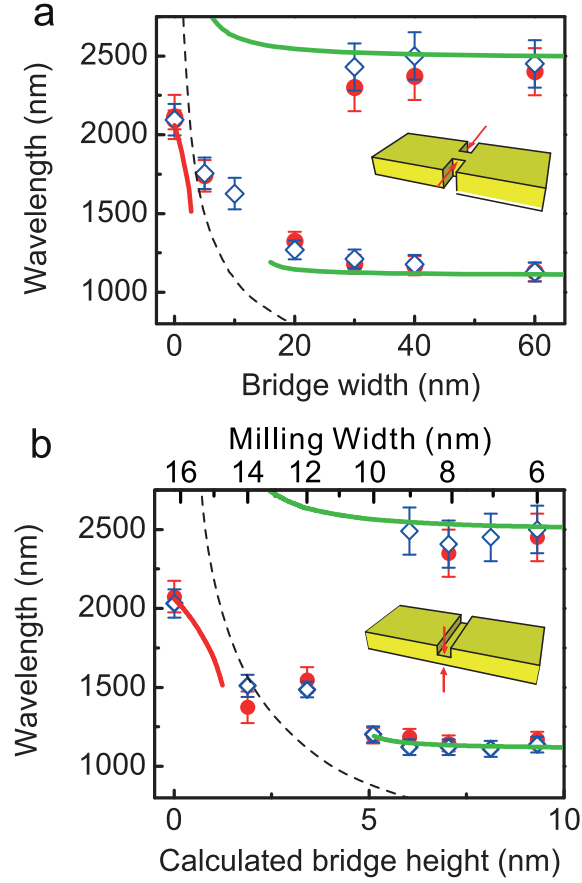 a
2500
2000
1500
1000
Wavelength (nm)
0 20 40 60
Bridge width (nm)
b
Milling Width (nm)
16 14 12 10 8 6
2500
2000
1500
1000
Wavelength (nm)
0 5 10
Calculated bridge height (nm)